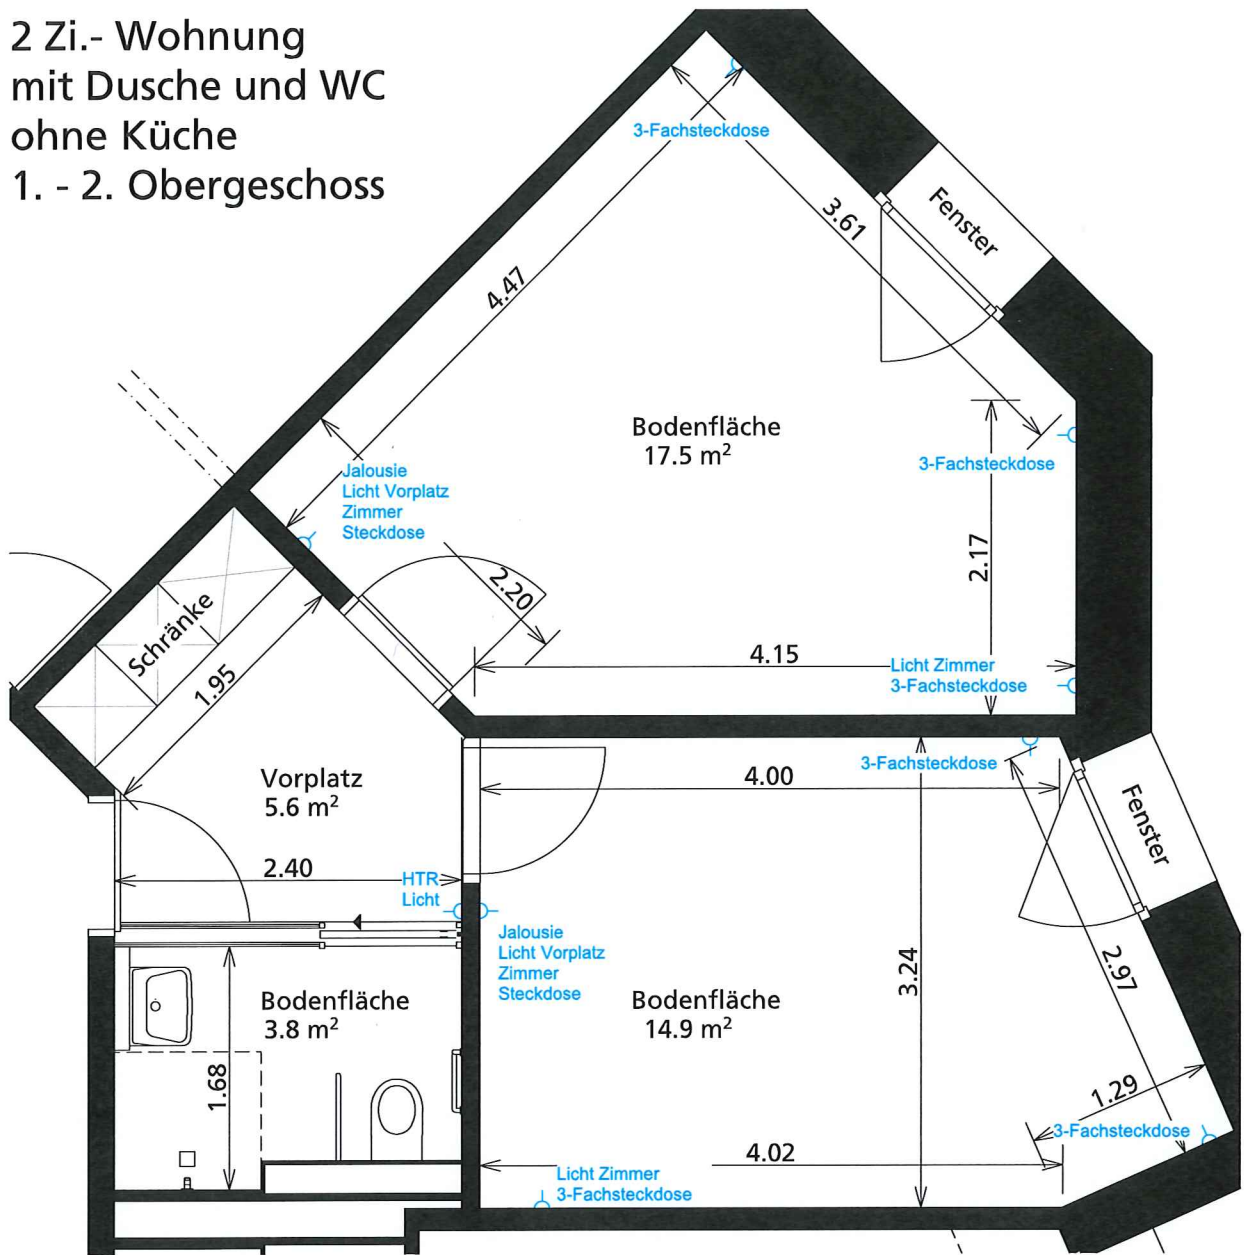 2 Zi.- Wohnung
mit Dusche und WC
ohne Küche
1. - 2. Obergeschoss
3-Fachsteckdose
Fenster
3.61
4.47
Bodenfläche
17.5 m²
3-Fachsteckdose
Jalousie
Licht Vorplatz
Zimmer
Steckdose
2.17
2.20
Schränke
1.95
4.15
Licht Zimmer
3-Fachsteckdose
Vorplatz
5.6 m²
3-Fachsteckdose
4.00
Fenster
2.40
HTR
Licht
Jalousie
Licht Vorplatz
Zimmer
Steckdose
3.24
2.97
Bodenfläche
3.8 m²
Bodenfläche
14.9 m²
1.68
1.29
3-Fachsteckdose
4.02
Licht Zimmer
3-Fachsteckdose